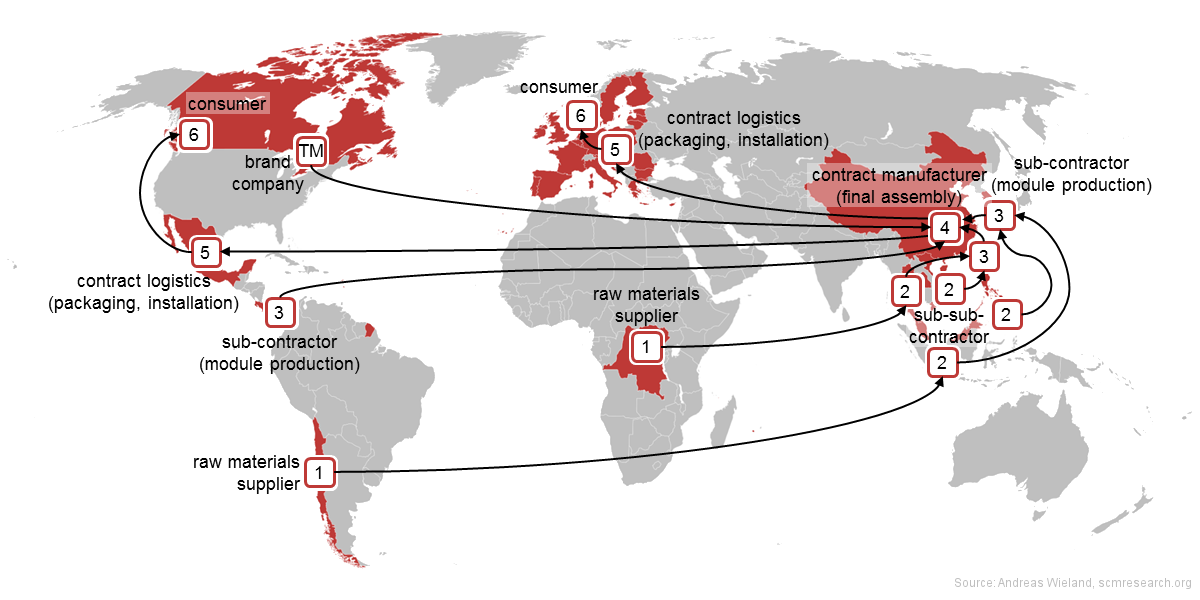 consumer
6
brand
company
TM
consumer
6
contract logistics
(packaging, installation)
5
contract manufacturer
(final assembly)
4
sub-contractor
(module production)
3
3
5
contract logistics
(packaging, installation)
3
sub-contractor
(module production)
raw materials
supplier
1
2
2
2
sub-sub-
contractor
2
raw materials
supplier
1
Source: Andreas Wieland, scmresearch.org